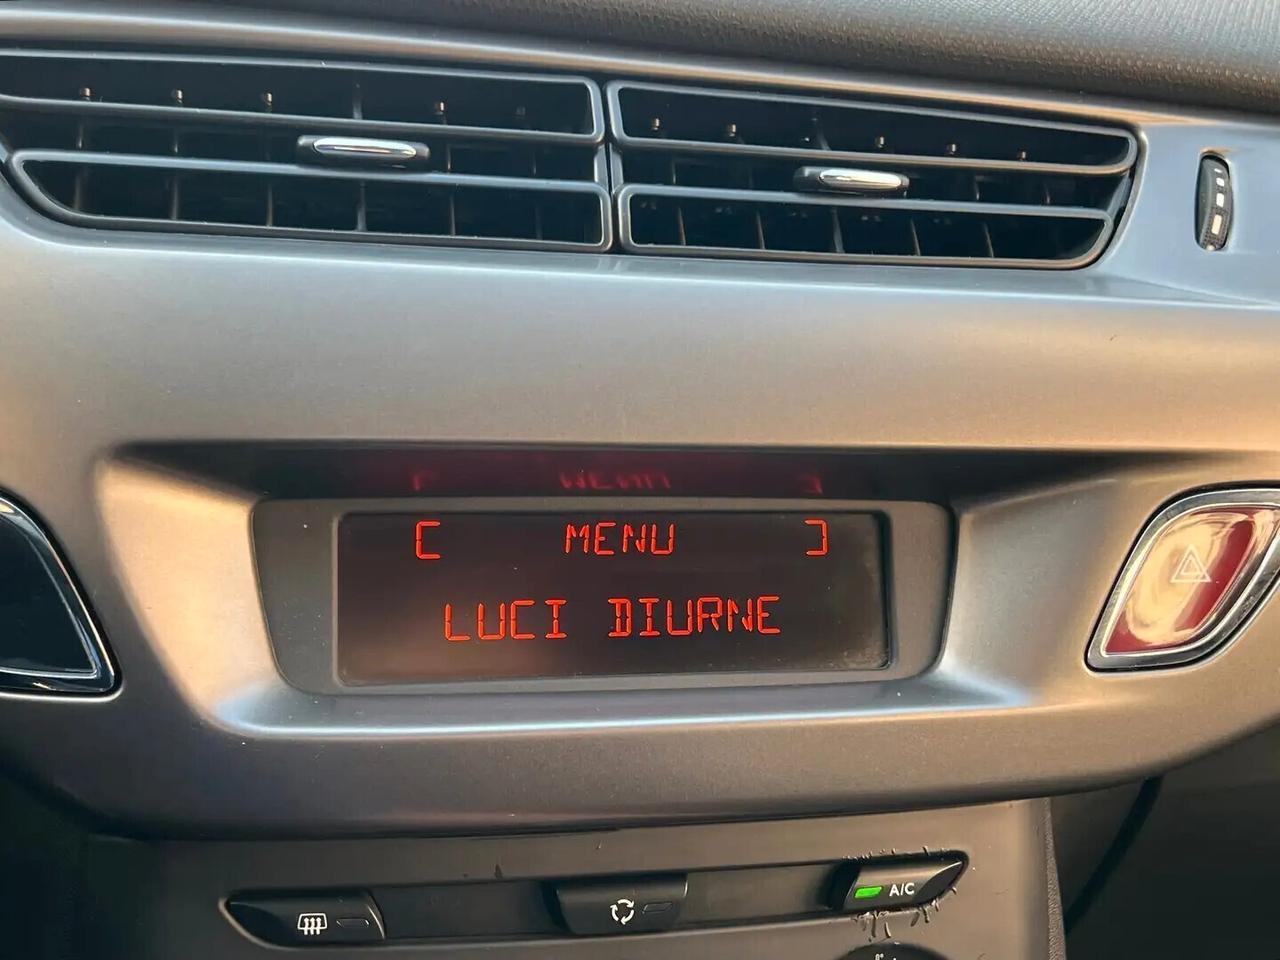 [ MENU ]
LUCI DIURNE
A/C